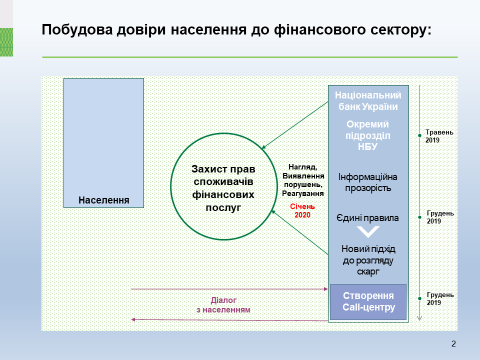 Побудова довіри населення до фінансового сектору:
Населення
Захист прав
споживачів
фінансових
послуг
Нагляд,
Виявлення
порушень,
Реагування
Січень
2020
Національний
банк України
Окремий
підрозділ
НБУ
Інформаційна
прозорість
Єдині правила
Новий підхід
до розгляду
скарг
Створення
Call-центру
Травень
2019
Грудень
2019
Грудень
2019
Діалог
з населенням
2